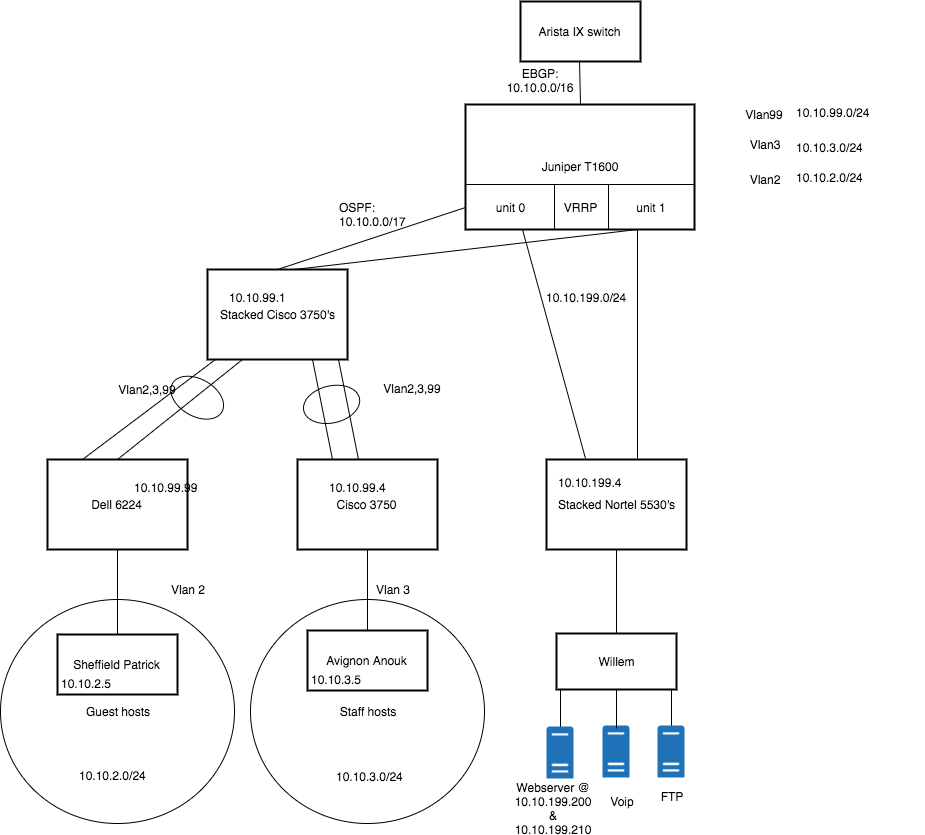 Arista IX switch
EBGP:
10.10.0.0/16
Vlan99 10.10.99.0/24
Vlan3 10.10.3.0/24
Vlan2 10.10.2.0/24
Juniper T1600
unit 0
VRRP
unit 1
OSPF:
10.10.0.0/17
10.10.99.1
Stacked Cisco 3750's
10.10.199.0/24
Vlan2,3,99
Vlan2,3,99
10.10.99.99
Dell 6224
10.10.99.4
Cisco 3750
10.10.199.4
Stacked Nortel 5530's
Vlan 2
Vlan 3
Sheffield Patrick
10.10.2.5
Guest hosts
10.10.2.0/24
Avignon Anouk
10.10.3.5
Staff hosts
10.10.3.0/24
Willem
Webserver @
10.10.199.200
&
10.10.199.210
Voip
FTP